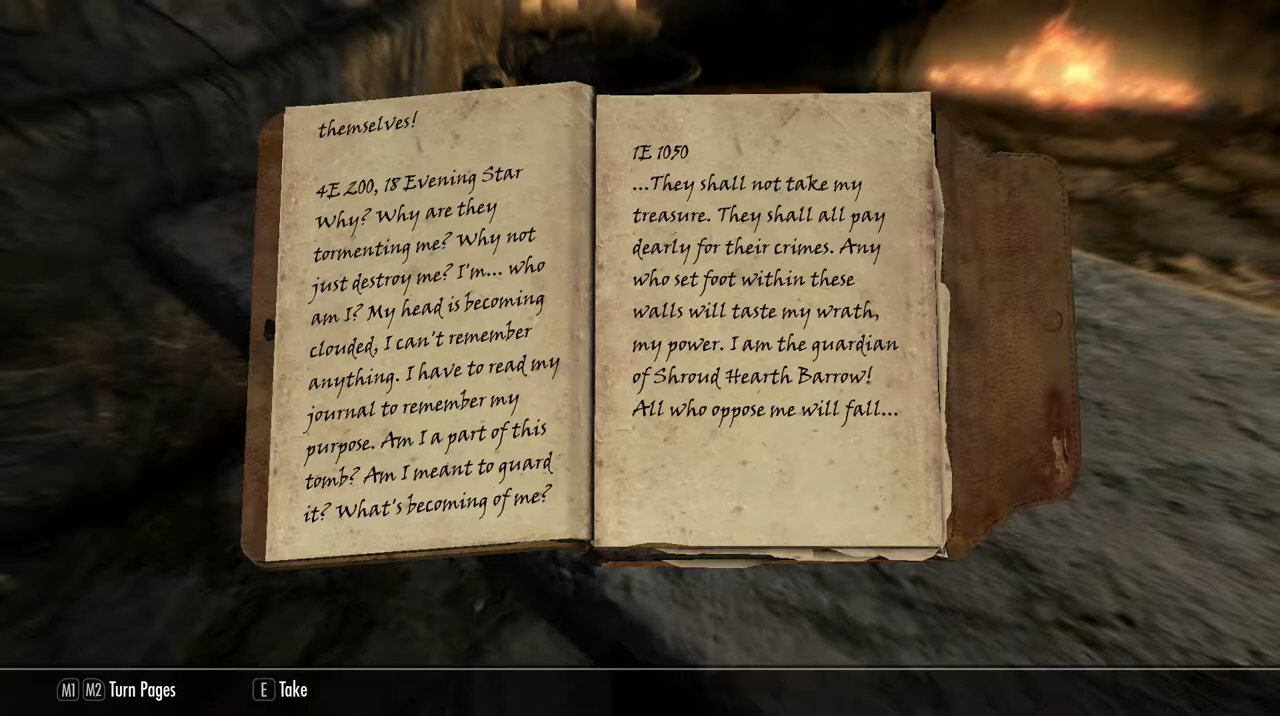 themselves!
4E 200, 18 Evening Star
Why? Why are they
tormenting me? Why not
just destroy me? I'm... who
am I? My head is becoming
clouded, I can't remember
anything. I have to read my
journal to remember my
purpose. Am I a part of this
tomb? Am I meant to guard
it? What's becoming of me?
1E 1050
...They shall not take my
treasure. They shall all pay
dearly for their crimes. Any
who set foot within these
walls will taste my wrath,
my power. I am the guardian
of Shroud Hearth Barrow!
All who oppose me will fall...
M1 M2 Turn Pages
E Take